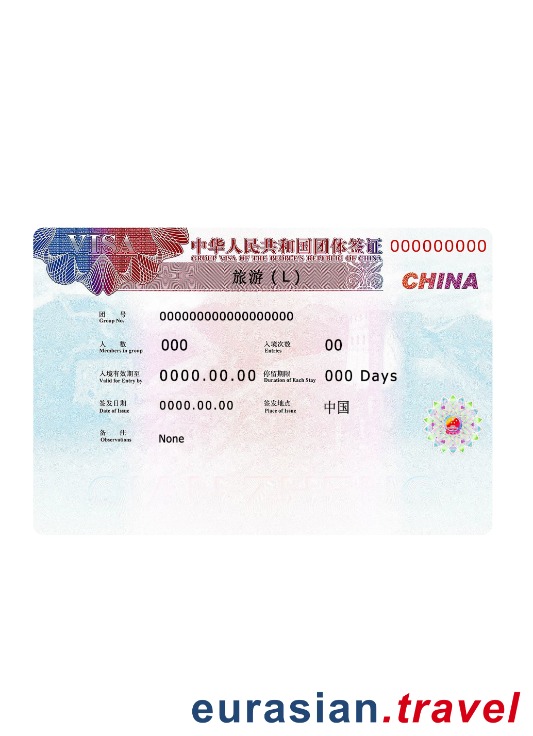 VISA
中华人民共和国团体签证 000000000
GROUP VISA OF THE PEOPLE'S REPUBLIC OF CHINA
旅游 (L)
CHINA
团 号 000000000000000000
Group No.
人 数 000 入境次数 00
Members in group Entries
入境有效期至 0000.00.00 停留期限 000 Days
Valid for Entry by Duration of Each Stay
签发日期 0000.00.00 签发地点 中国
Date of Issue Place of Issue
备 注 None
Observations
eurasian.travel